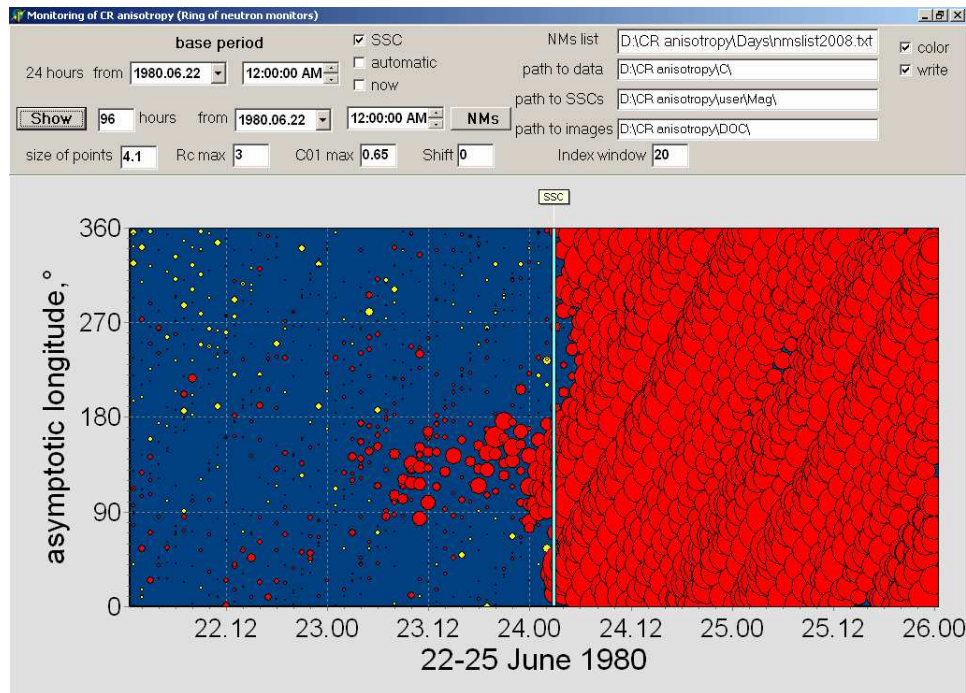 Monitoring of CR anisotropy (Ring of neutron monitors)
base period
SSC
automatic
now
24 hours from 1980.06.22 12:00:00 AM
Show 96 hours from 1980.06.22 12:00:00 AM NMs
NMs list D:\CR anisotropy\Days\nmslist2008.txt
path to data D:\CR anisotropy\C\
path to SSCs D:\CR anisotropy\user\Mag\
path to images D:\CR anisotropy\DOC\
color
write
size of points 4.1 Rc max 3 C01 max 0.65 Shift 0 Index window 20
SSC
360
270
180
90
0
asymptotic longitude,°
22.12 23.00 23.12 24.00 24.12 25.00 25.12 26.00
22-25 June 1980